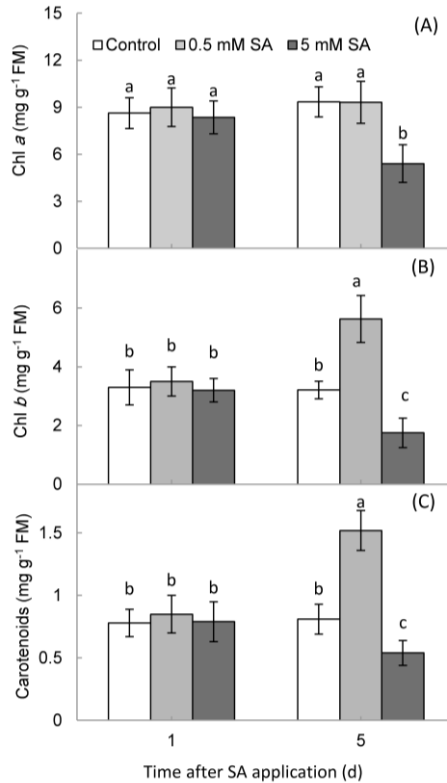 (A)
15
Control 0.5 mM SA 5 mM SA
12
a a a a a
9
b
6
3
0
Chl a (mg g⁻¹ FM)
(B)
a
6
b b b b
4
c
2
0
Chl b (mg g⁻¹ FM)
(C)
a
1.5
b b b b
1
c
0.5
0
Carotenoids (mg g⁻¹ FM)
1 5
Time after SA application (d)